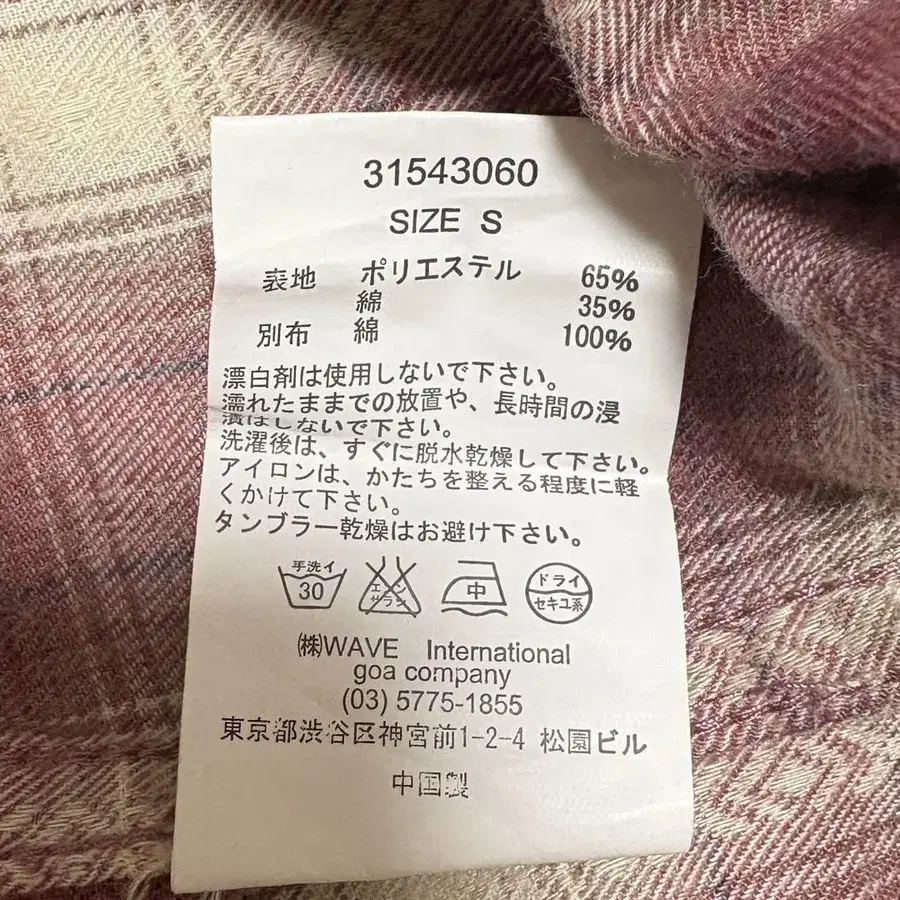 31543060
SIZE S
表地 ポリエステル 65%
綿 35%
別布 綿 100%
漂白剤は使用しないで下さい。
濡れたままでの放置や、長時間の浸
漬はしないで下さい。
洗濯後は、すぐに脱水乾燥して下さい。
アイロンは、かたちを整える程度に軽
くかけて下さい。
タンブラー乾燥はお避け下さい。
手洗イ 30 エンソサラシ 中 ドライ セキユ系
㈱WAVE International
goa company
(03) 5775-1855
東京都渋谷区神宮前1-2-4 松園ビル
中国製